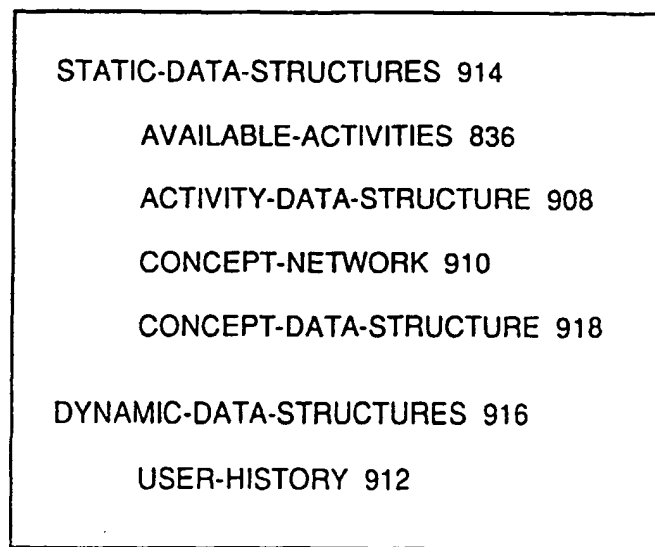 STATIC-DATA-STRUCTURES 914
AVAILABLE-ACTIVITIES 836
ACTIVITY-DATA-STRUCTURE 908
CONCEPT-NETWORK 910
CONCEPT-DATA-STRUCTURE 918
DYNAMIC-DATA-STRUCTURES 916
USER-HISTORY 912